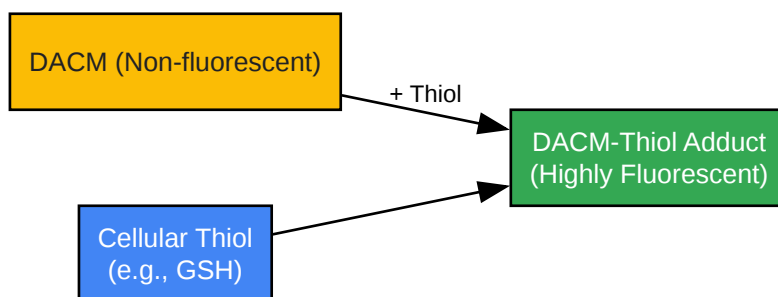 DACM (Non-fluorescent)
+ Thiol
DACM-Thiol Adduct
(Highly Fluorescent)
Cellular Thiol
(e.g., GSH)